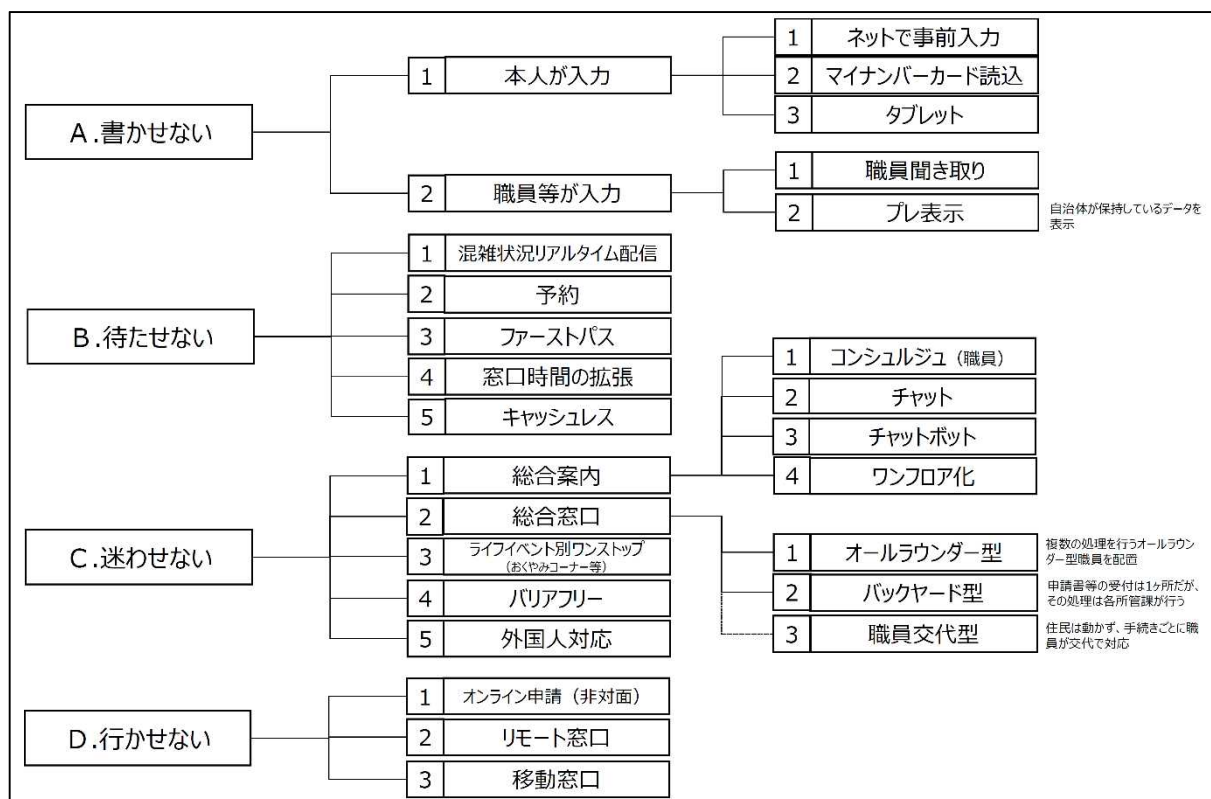 A.書かせない
1 本人が入力
1 ネットで事前入力
2 マイナンバーカード読込
3 タブレット
2 職員等が入力
1 職員聞き取り
2 プレ表示
自治体が保持しているデータを
表示
B.待たせない
1 混雑状況リアルタイム配信
2 予約
3 ファーストパス
4 窓口時間の拡張
5 キャッシュレス
C.迷わせない
1 総合案内
1 コンシュルジュ（職員）
2 チャット
3 チャットボット
4 ワンフロア化
2 総合窓口
1 オールラウンダー型
複数の処理を行うオールラウン
ダー型職員を配置
2 バックヤード型
申請書等の受付は1ヶ所だが、
その処理は各所管課が行う
3 職員交代型
住民は動かず、手続きごとに職
員が交代で対応
3 ライフイベント別ワンストップ
（おくやみコーナー等）
4 バリアフリー
5 外国人対応
D.行かせない
1 オンライン申請（非対面）
2 リモート窓口
3 移動窓口